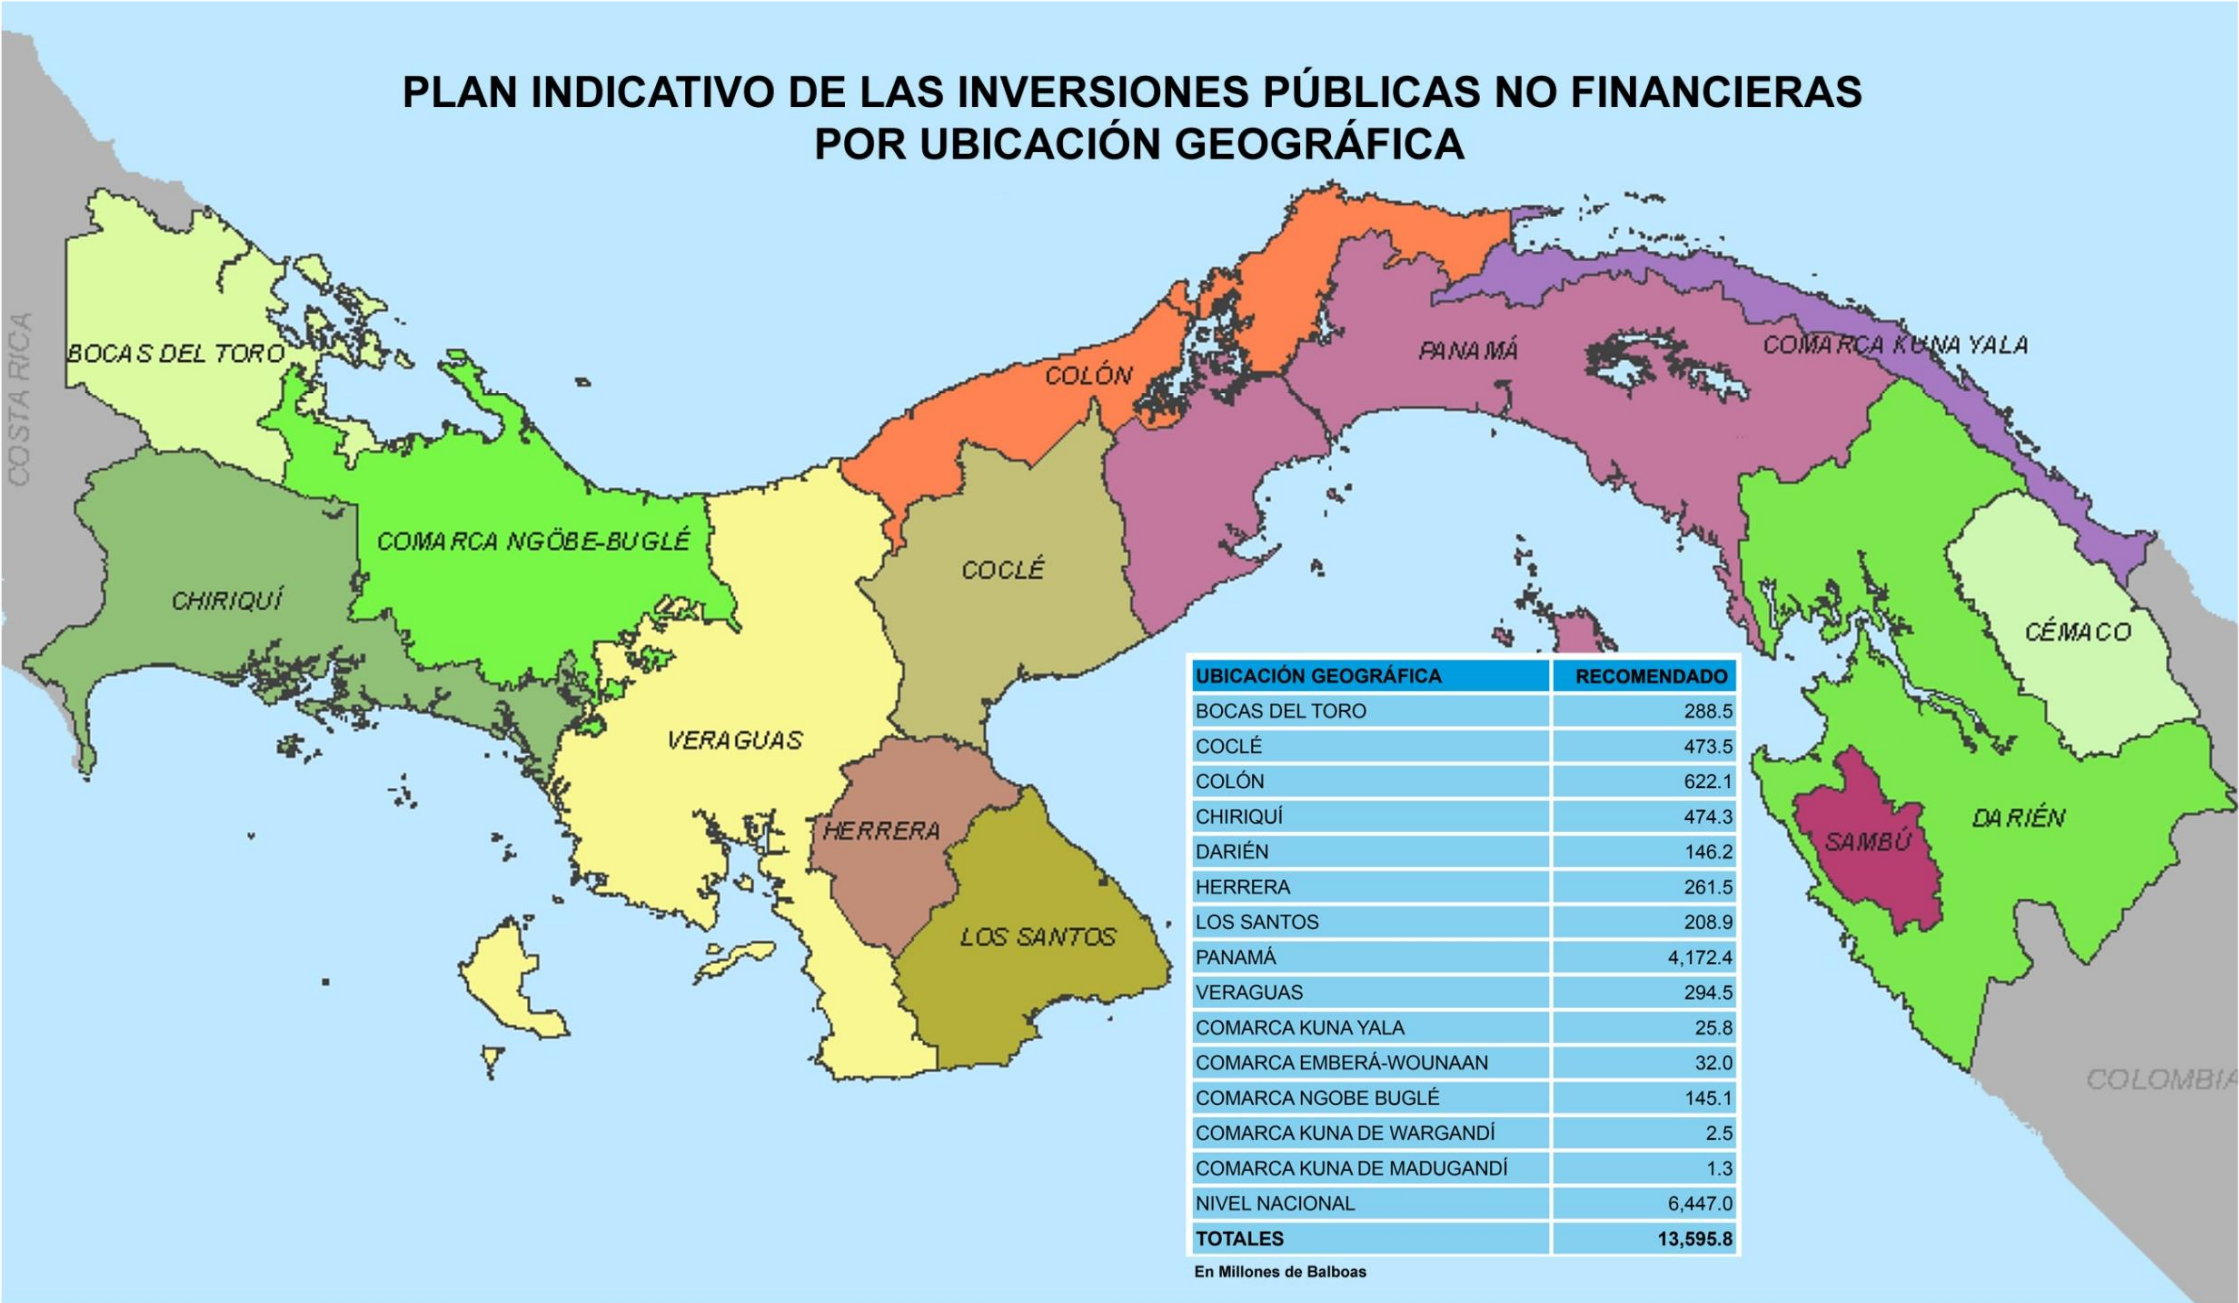 PLAN INDICATIVO DE LAS INVERSIONES PÚBLICAS NO FINANCIERAS
POR UBICACIÓN GEOGRÁFICA
COSTA RICA
BOCAS DEL TORO
COLÓN
PANAMÁ
COMARCA KUNA YALA
COMARCA NGÖBE-BUGLÉ
CHIRIQUÍ
COCLÉ
CÉMACO
VERAGUAS
HERRERA
LOS SANTOS
SAMBÚ
DARIÉN
COLOMBIA
UBICACIÓN GEOGRÁFICA RECOMENDADO
BOCAS DEL TORO 288.5
COCLÉ 473.5
COLÓN 622.1
CHIRIQUÍ 474.3
DARIÉN 146.2
HERRERA 261.5
LOS SANTOS 208.9
PANAMÁ 4,172.4
VERAGUAS 294.5
COMARCA KUNA YALA 25.8
COMARCA EMBERÁ-WOUNAAN 32.0
COMARCA NGOBE BUGLÉ 145.1
COMARCA KUNA DE WARGANDÍ 2.5
COMARCA KUNA DE MADUGANDÍ 1.3
NIVEL NACIONAL 6,447.0
TOTALES 13,595.8
En Millones de Balboas